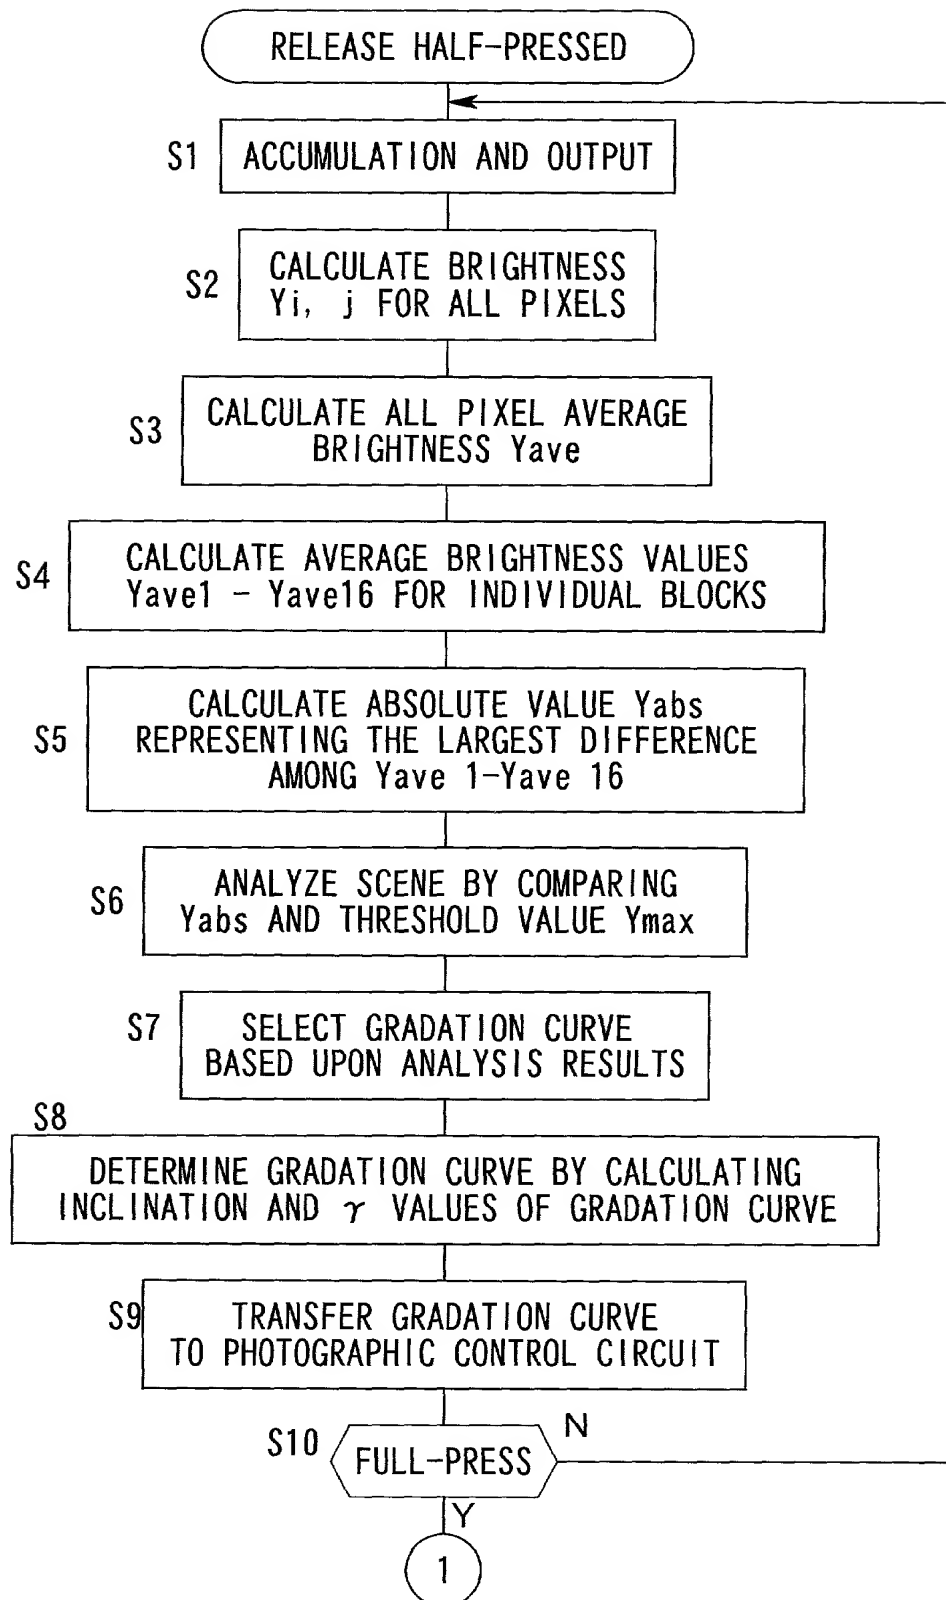 RELEASE HALF-PRESSED
S1
ACCUMULATION AND OUTPUT
S2
CALCULATE BRIGHTNESS
Yi, j FOR ALL PIXELS
S3
CALCULATE ALL PIXEL AVERAGE
BRIGHTNESS Yave
S4
CALCULATE AVERAGE BRIGHTNESS VALUES
Yave1 - Yave16 FOR INDIVIDUAL BLOCKS
S5
CALCULATE ABSOLUTE VALUE Yabs
REPRESENTING THE LARGEST DIFFERENCE
AMONG Yave 1-Yave 16
S6
ANALYZE SCENE BY COMPARING
Yabs AND THRESHOLD VALUE Ymax
S7
SELECT GRADATION CURVE
BASED UPON ANALYSIS RESULTS
S8
DETERMINE GRADATION CURVE BY CALCULATING
INCLINATION AND γ VALUES OF GRADATION CURVE
S9
TRANSFER GRADATION CURVE
TO PHOTOGRAPHIC CONTROL CIRCUIT
S10
FULL-PRESS
N
Y
1